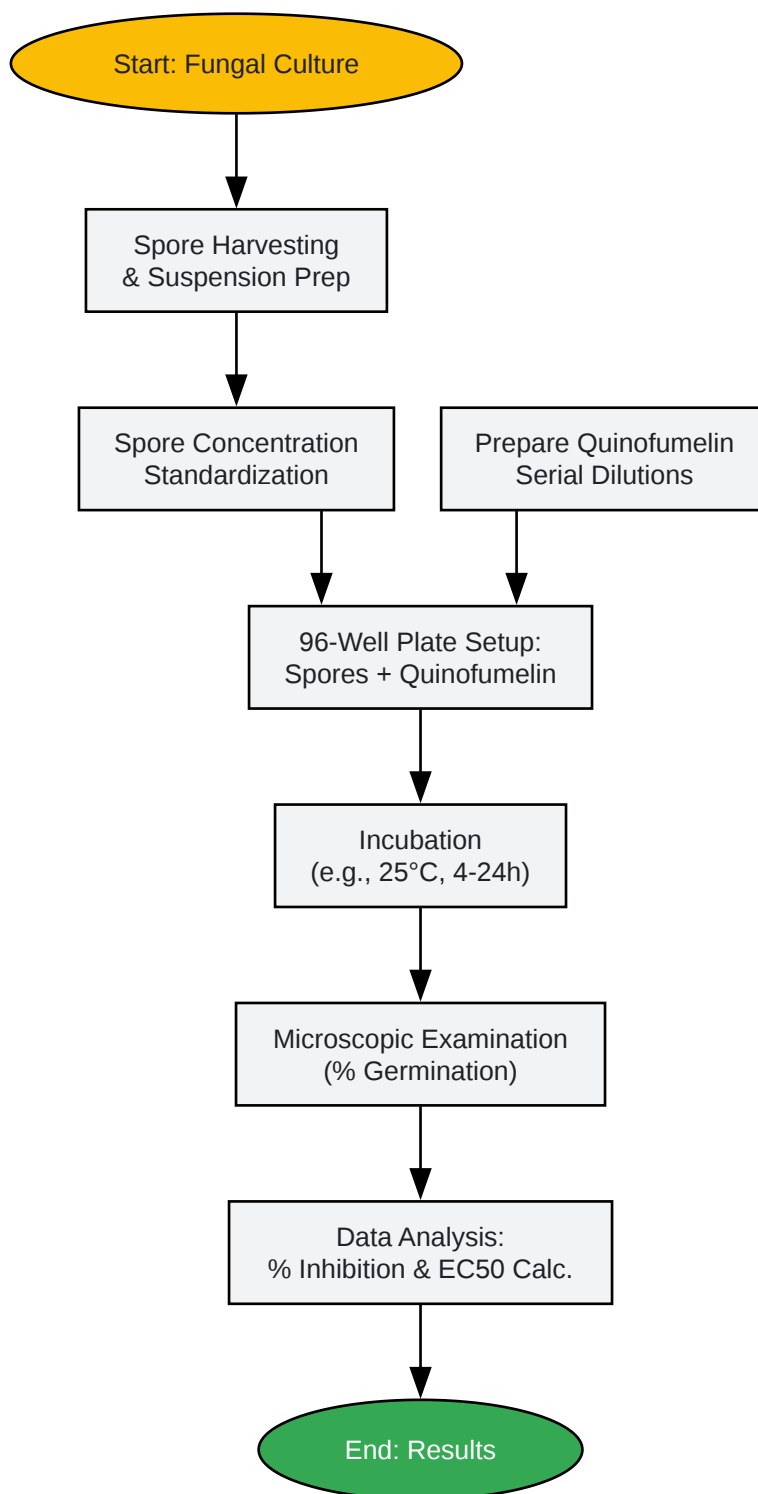 Start: Fungal Culture
Spore Harvesting
& Suspension Prep
Spore Concentration
Standardization
Prepare Quinofumelin
Serial Dilutions
96-Well Plate Setup:
Spores + Quinofumelin
Incubation
(e.g., 25°C, 4-24h)
Microscopic Examination
(% Germination)
Data Analysis:
% Inhibition & EC50 Calc.
End: Results